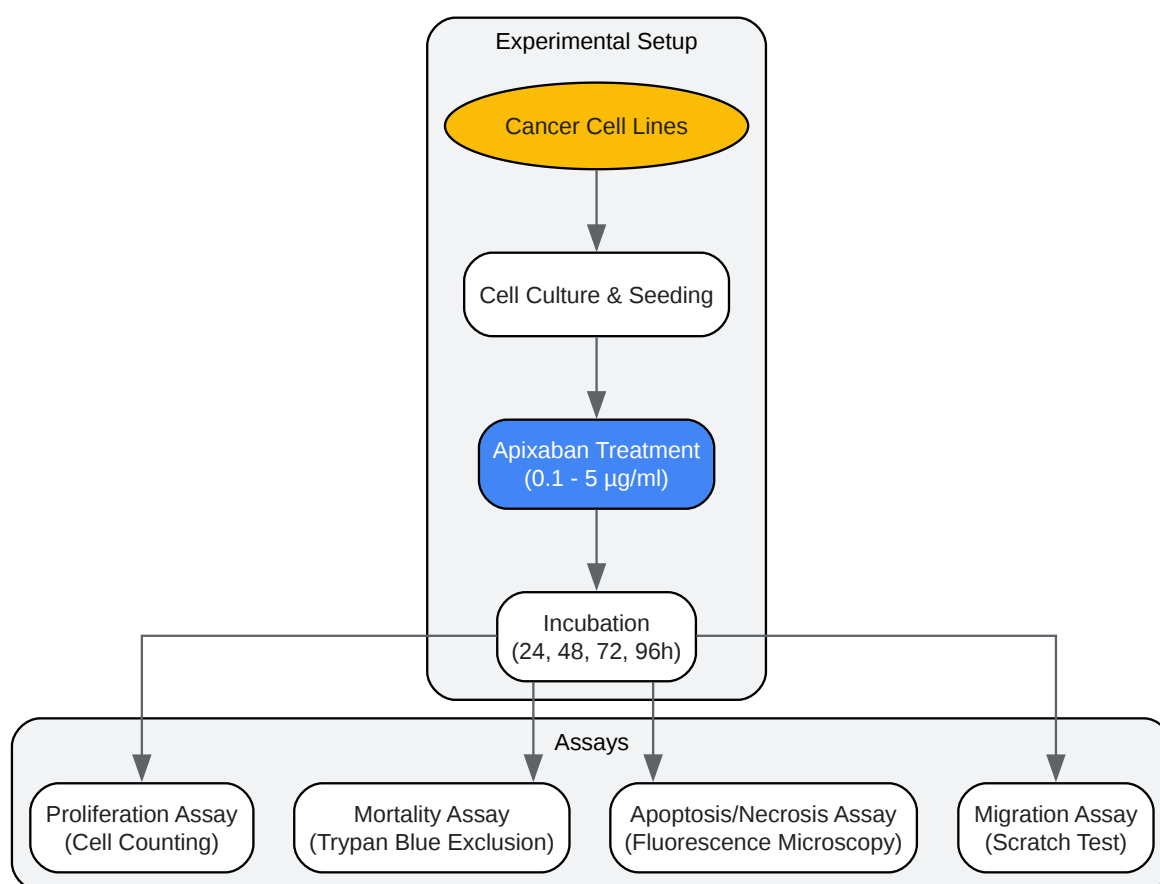 Experimental Setup
Cancer Cell Lines
Cell Culture & Seeding
Apixaban Treatment
(0.1 - 5 µg/ml)
Incubation
(24, 48, 72, 96h)
Assays
Proliferation Assay
(Cell Counting)
Mortality Assay
(Trypan Blue Exclusion)
Apoptosis/Necrosis Assay
(Fluorescence Microscopy)
Migration Assay
(Scratch Test)